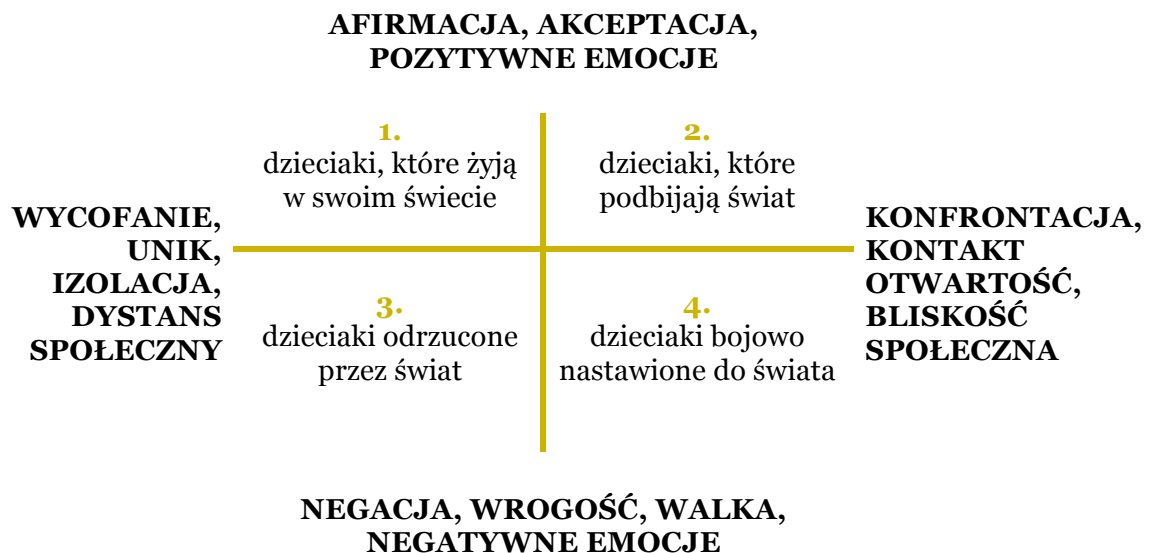 AFIRMACJA, AKCEPTACJA,
POZYTYWNE EMOCJE
1.
dzieciaki, które żyją
w swoim świecie
2.
dzieciaki, które
podbijają świat
WYCOFANIE,
UNIK,
IZOLACJA,
DYSTANS
SPOŁECZNY
KONFRONTACJA,
KONTAKT
OTWARTOŚĆ,
BLISKOŚĆ
SPOŁECZNA
3.
dzieciaki odrzucone
przez świat
4.
dzieciaki bojowo
nastawione do świata
NEGACJA, WROGOŚĆ, WALKA,
NEGATYWNE EMOCJE